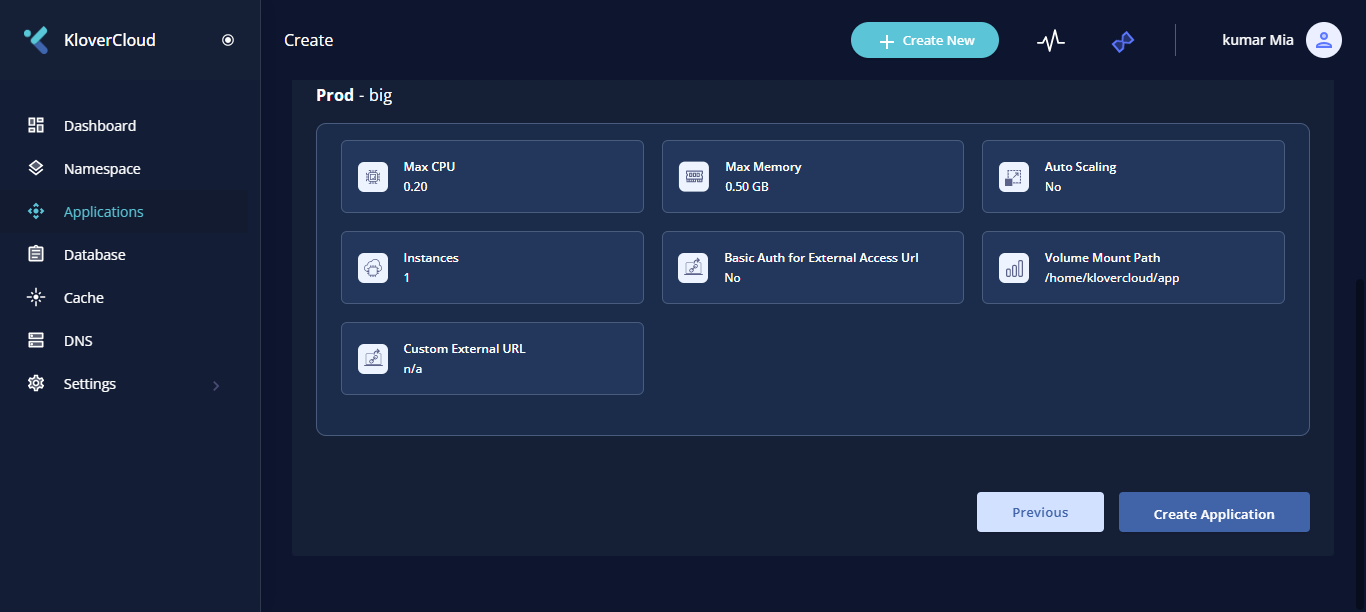 KloverCloud
Create
Create New
kumar Mia
Dashboard
Namespace
Applications
Database
Cache
DNS
Settings
Prod - big
Max CPU
0.20
Max Memory
0.50 GB
Auto Scaling
No
Instances
1
Basic Auth for External Access Url
No
Volume Mount Path
/home/klovercloud/app
Custom External URL
n/a
Previous
Create Application